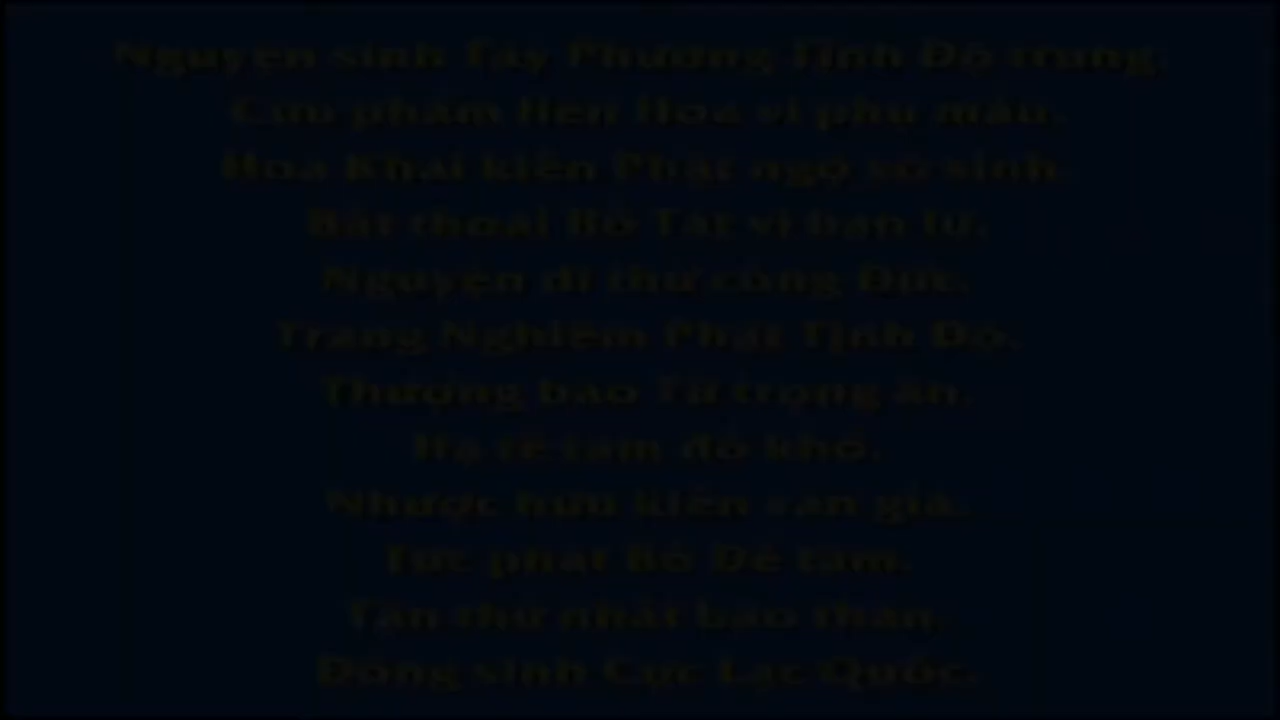 Nguyện sinh Tây Phương Tịnh Độ trung,
Cửu phẩm liên Hoa vi phụ mẫu.
Hoa Khai kiến Phật ngộ vô sinh,
Bất thoái Bồ Tát vi bạn lữ.
Nguyện dĩ thử công Đức,
Trang Nghiêm Phật Tịnh Độ.
Thượng báo Tứ trọng ân,
Hạ tế tam đồ khổ.
Nhược hữu kiến văn giả,
Tức phát Bồ Đề tâm.
Tận thử nhất báo thân,
Đồng sinh Cực Lạc Quốc.